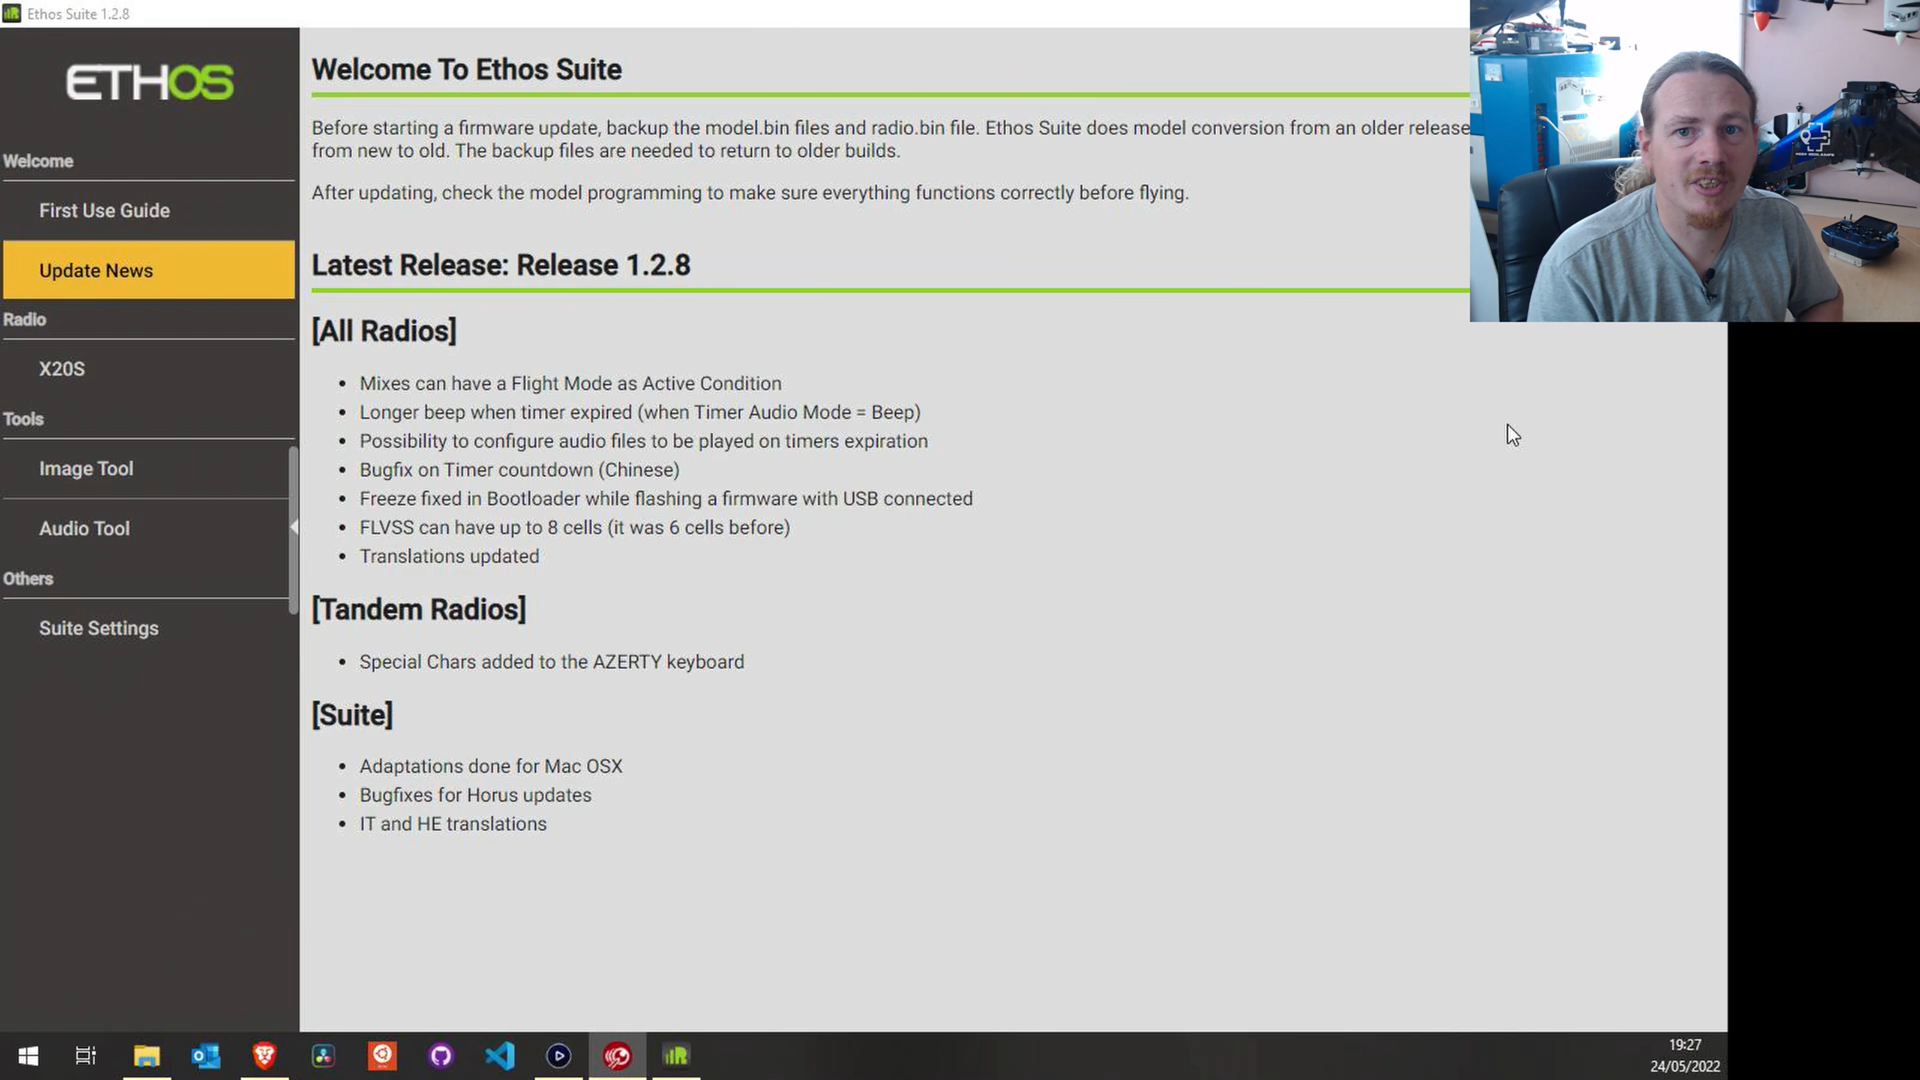 Ethos Suite 1.2.8
ETHOS
Welcome
First Use Guide
Update News
Radio
X20S
Tools
Image Tool
Audio Tool
Others
Suite Settings
Welcome To Ethos Suite
Before starting a firmware update, backup the model.bin files and radio.bin file. Ethos Suite does model conversion from an older release
from new to old. The backup files are needed to return to older builds.
After updating, check the model programming to make sure everything functions correctly before flying.
Latest Release: Release 1.2.8
[All Radios]
• Mixes can have a Flight Mode as Active Condition
• Longer beep when timer expired (when Timer Audio Mode = Beep)
• Possibility to configure audio files to be played on timers expiration
• Bugfix on Timer countdown (Chinese)
• Freeze fixed in Bootloader while flashing a firmware with USB connected
• FLVSS can have up to 8 cells (it was 6 cells before)
• Translations updated
[Tandem Radios]
• Special Chars added to the AZERTY keyboard
[Suite]
• Adaptations done for Mac OSX
• Bugfixes for Horus updates
• IT and HE translations
19:27
24/05/2022